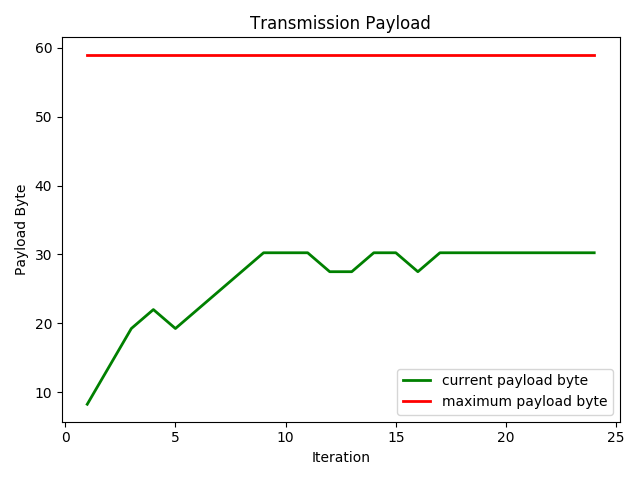 Transmission Payload
60
50
40
30
20
10
Payload Byte
current payload byte
maximum payload byte
0 5 10 15 20 25
Iteration